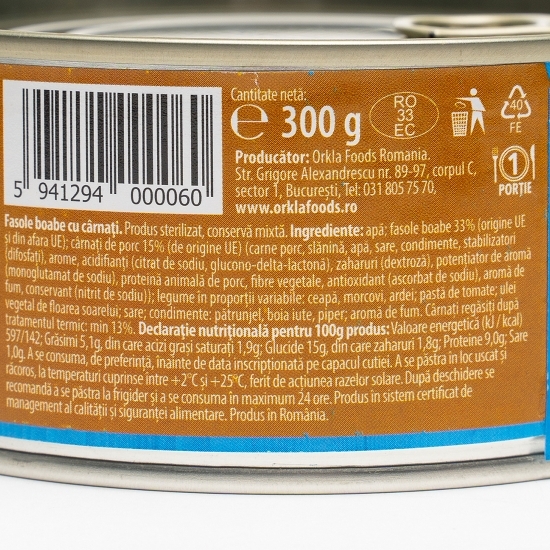 5 941294 000060
Cantitate netă:
℮ 300 g
RO
33
EC
40
FE
Producător: Orkla Foods Romania.
Str. Grigore Alexandrescu nr. 89-97, corpul C,
sector 1, București, Tel: 031 805 75 70,
www.orklafoods.ro
1
PORȚIE
Fasole boabe cu cârnați. Produs sterilizat, conservă mixtă. Ingrediente: apă; fasole boabe 33% (origine UE
și din afara UE); cârnați de porc 15% (de origine UE) (carne porc, slănină, apă, sare, condimente, stabilizatori
(difosfați), arome, acidifianți (citrat de sodiu, glucono-delta-lactonă), zaharuri (dextroză), potențiator de aromă
(monoglutamat de sodiu), proteină animală de porc, fibre vegetale, antioxidant (ascorbat de sodiu), aromă de
fum, conservant (nitrit de sodiu)); legume în proporții variabile: ceapă, morcovi, ardei; pastă de tomate; ulei
vegetal de floarea soarelui; sare; condimente: pătrunjel, boia iute, piper; aromă de fum. Cârnați regăsiți după
tratamentul termic: min 13%. Declarație nutrițională pentru 100g produs: Valoare energetică (kJ / kcal)
597/142; Grăsimi 5,1g, din care acizi grași saturați 1,9g; Glucide 15g, din care zaharuri 1,8g; Proteine 9,0g; Sare
1,0g. A se consuma, de preferință, înainte de data inscripționată pe capacul cutiei. A se păstra în loc uscat și
răcoros, la temperaturi cuprinse între +2°C și +25°C, ferit de acțiunea razelor solare. După deschidere se
recomandă a se păstra la frigider și a se consuma în maximum 24 ore. Produs în sistem certificat de
management al calității și siguranței alimentare. Produs în România.